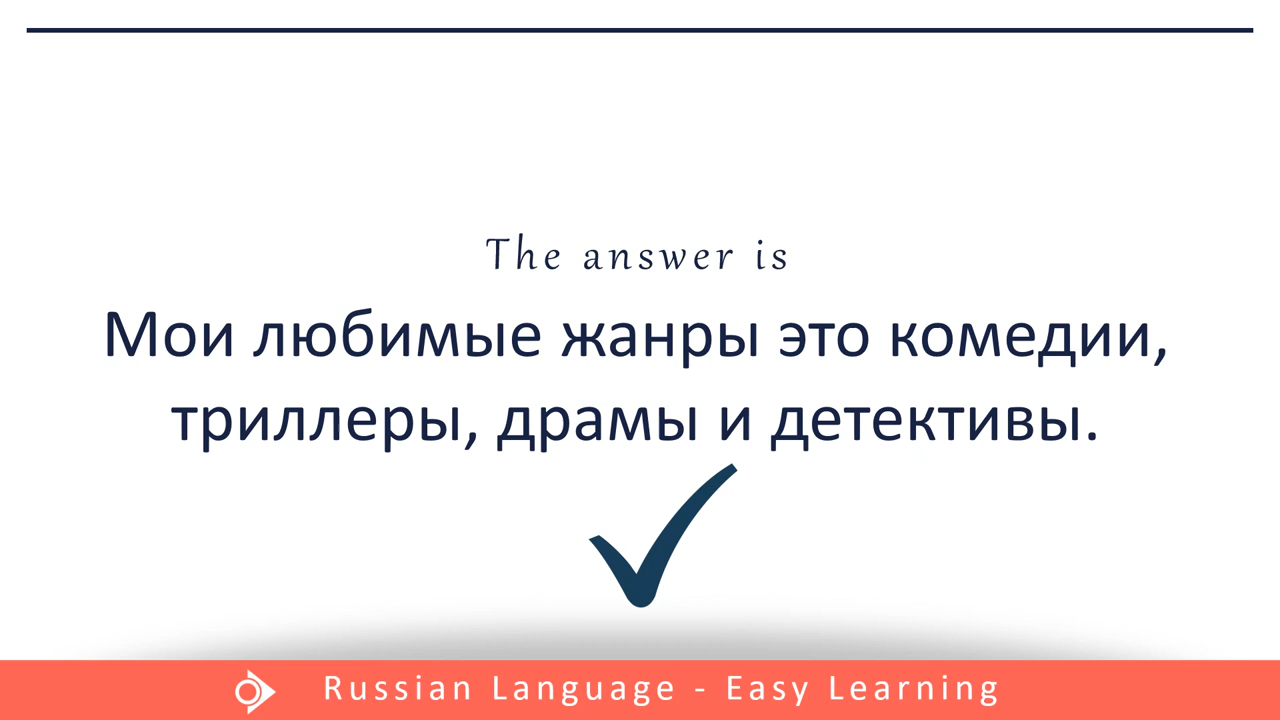 The answer is
Мои любимые жанры это комедии,
триллеры, драмы и детективы.
Russian Language - Easy Learning